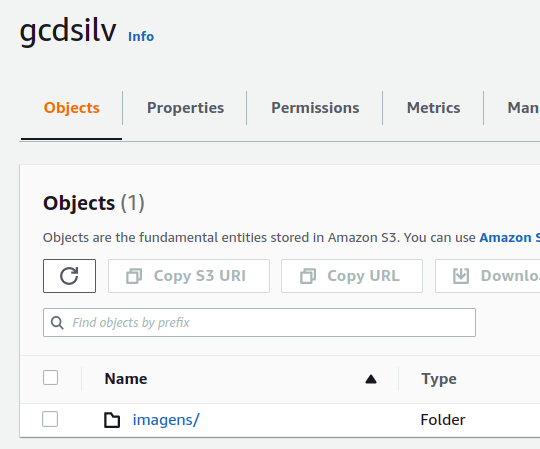 gcdsilv Info
Objects Properties Permissions Metrics Man
Objects (1)
Objects are the fundamental entities stored in Amazon S3. You can use Amazon S
Copy S3 URI Copy URL Downlo
Find objects by prefix
Name Type
imagens/ Folder